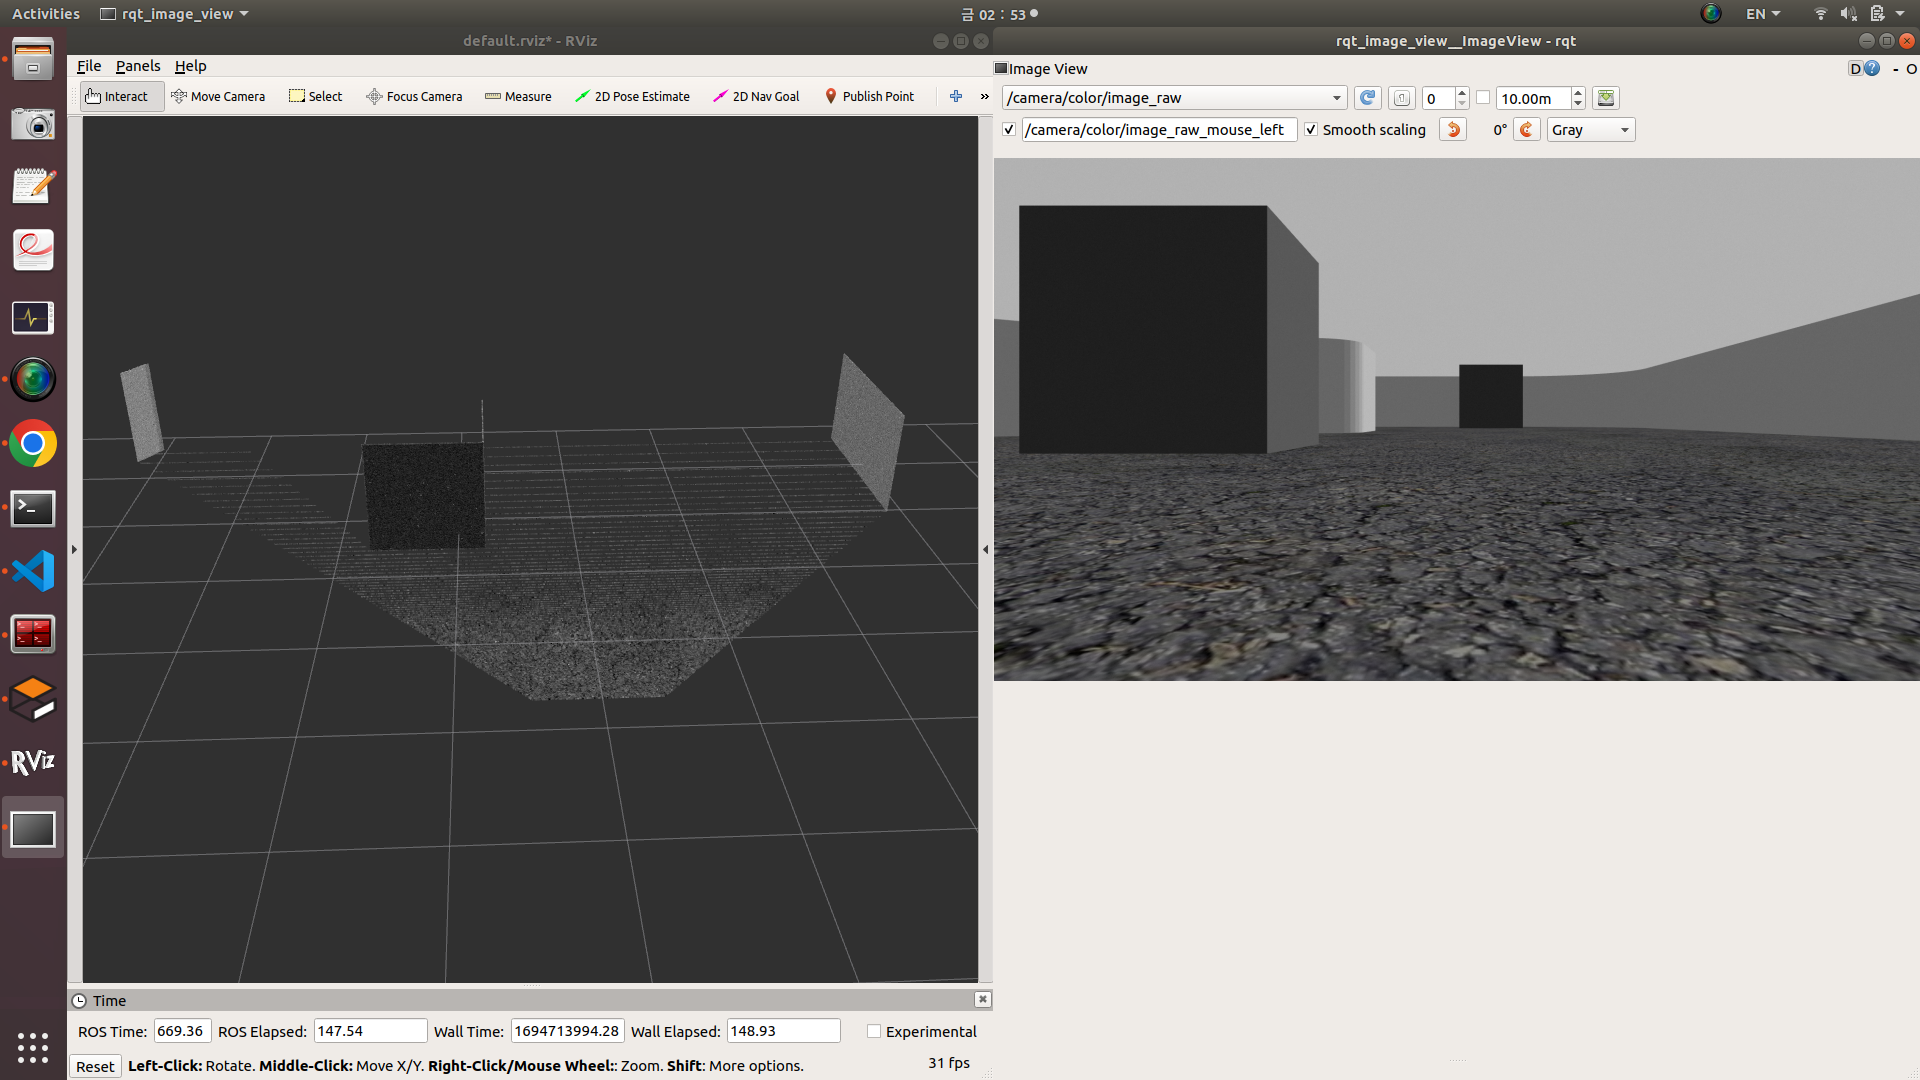 Activities rqt_image_view 금 02 : 53 EN
default.rviz* - RViz
rqt_image_view__ImageView - rqt
File Panels Help
Image View
D ? - O
Interact Move Camera Select Focus Camera Measure 2D Pose Estimate 2D Nav Goal Publish Point »
/camera/color/image_raw 0 10.00m
/camera/color/image_raw_mouse_left Smooth scaling 0° Gray
RViz
Time
ROS Time: 669.36 ROS Elapsed: 147.54 Wall Time: 1694713994.28 Wall Elapsed: 148.93 Experimental
Reset Left-Click: Rotate. Middle-Click: Move X/Y. Right-Click/Mouse Wheel:: Zoom. Shift: More options. 31 fps